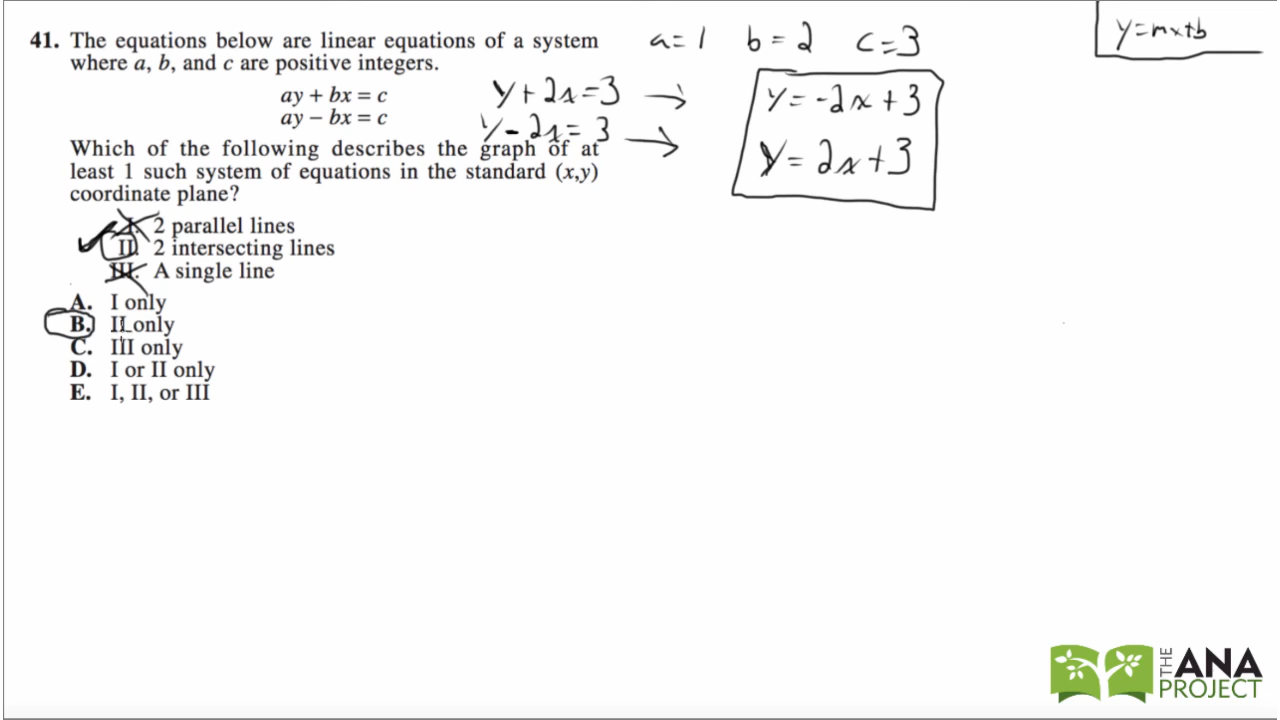 41. The equations below are linear equations of a system
where a, b, and c are positive integers.
ay + bx = c
ay − bx = c
Which of the following describes the graph of at
least 1 such system of equations in the standard (x,y)
coordinate plane?
I. 2 parallel lines
II. 2 intersecting lines
III. A single line
A. I only
B. II only
C. III only
D. I or II only
E. I, II, or III
a=1 b=2 c=3
y+2x=3 → y=-2x+3
y-2x=3 → y=2x+3
y=mx+b
THE ANA
PROJECT